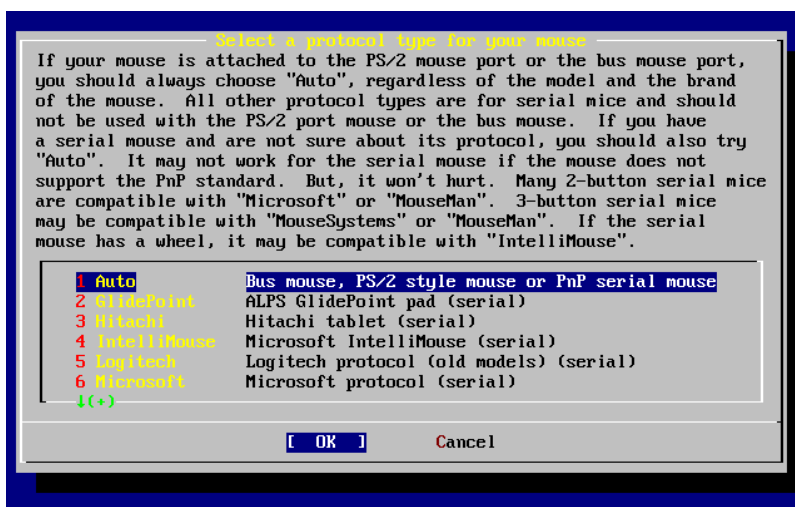 Select a protocol type for your mouse
If your mouse is attached to the PS/2 mouse port or the bus mouse port,
you should always choose "Auto", regardless of the model and the brand
of the mouse.  All other protocol types are for serial mice and should
not be used with the PS/2 port mouse or the bus mouse.  If you have
a serial mouse and are not sure about its protocol, you should also try
"Auto".  It may not work for the serial mouse if the mouse does not
support the PnP standard.  But, it won't hurt.  Many 2-button serial mice
are compatible with "Microsoft" or "MouseMan".  3-button serial mice
may be compatible with "MouseSystems" or "MouseMan".  If the serial
mouse has a wheel, it may be compatible with "IntelliMouse".
1 Auto Bus mouse, PS/2 style mouse or PnP serial mouse
2 GlidePoint ALPS GlidePoint pad (serial)
3 Hitachi Hitachi tablet (serial)
4 IntelliMouse Microsoft IntelliMouse (serial)
5 Logitech Logitech protocol (old models) (serial)
6 Microsoft Microsoft protocol (serial)
↓(+)
[ OK ] Cancel